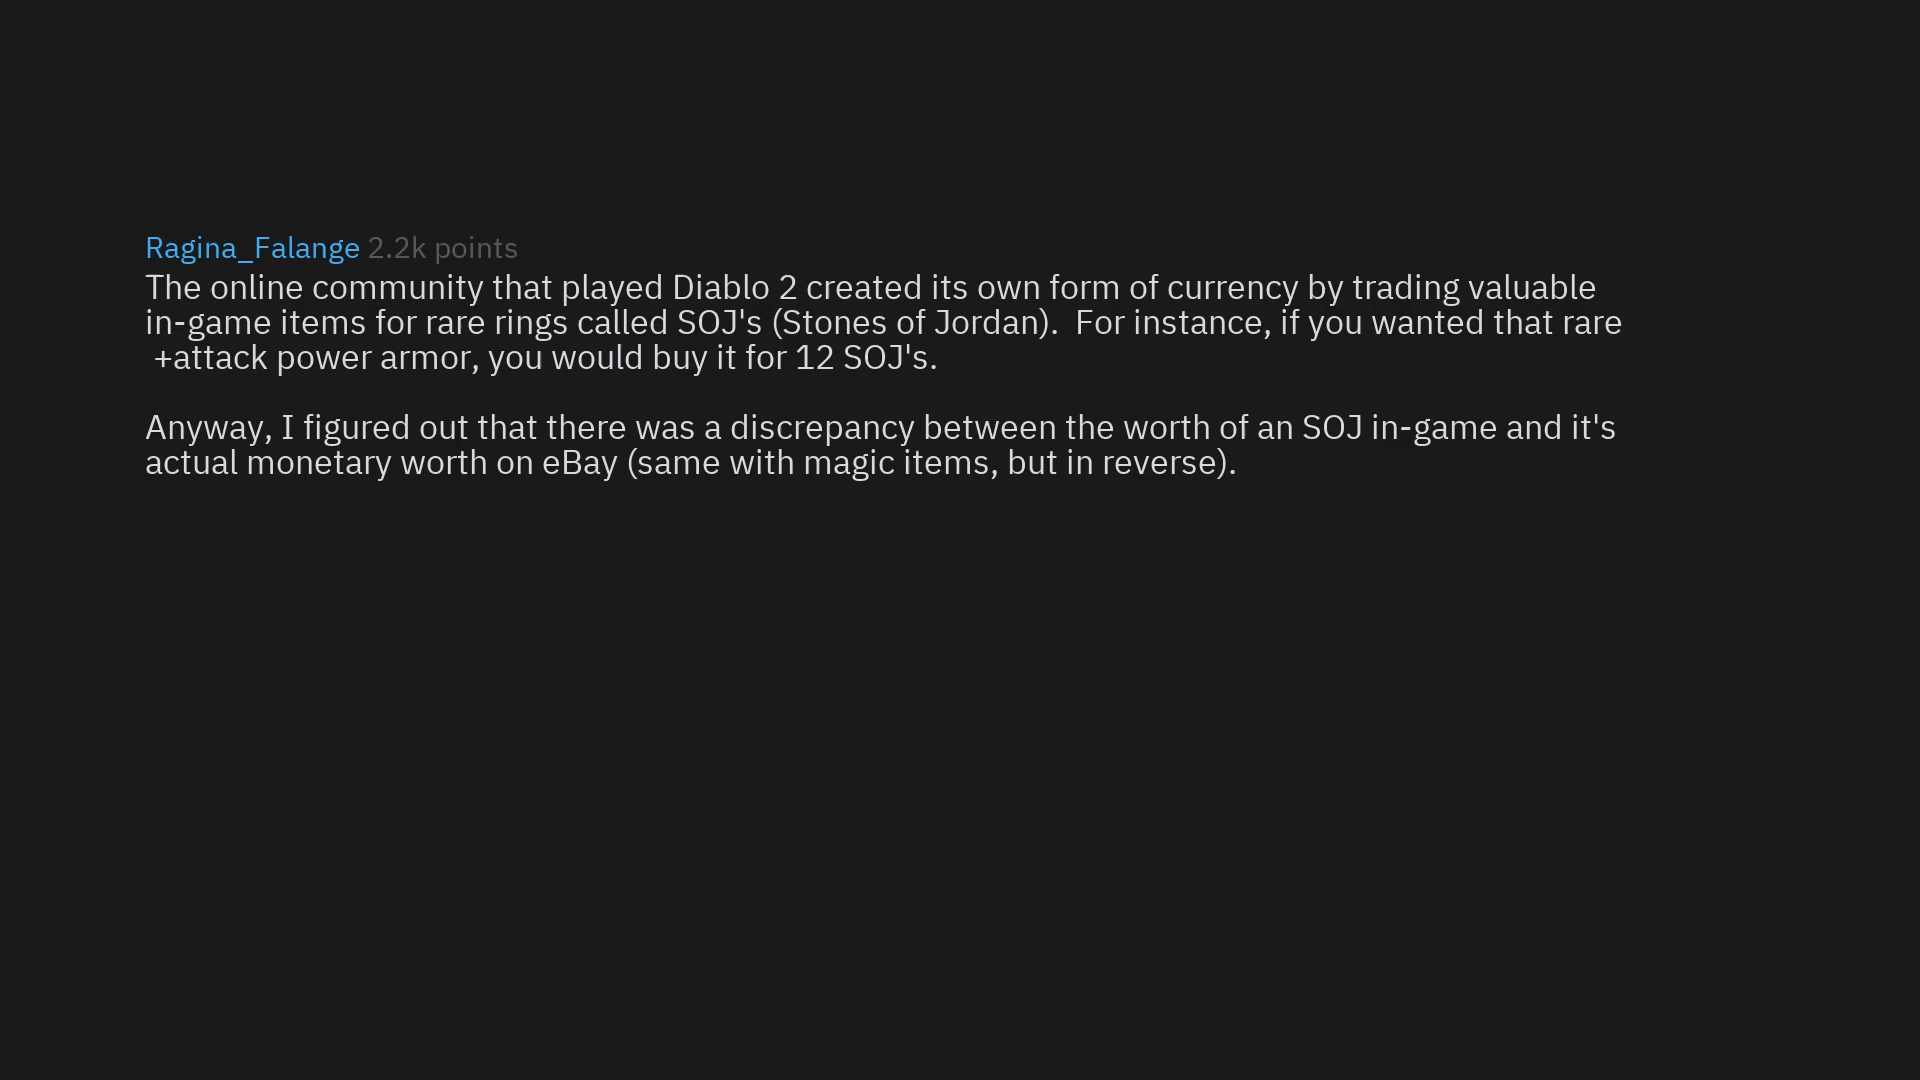 Ragina_Falange 2.2k points
The online community that played Diablo 2 created its own form of currency by trading valuable
in-game items for rare rings called SOJ's (Stones of Jordan).  For instance, if you wanted that rare
+attack power armor, you would buy it for 12 SOJ's.
Anyway, I figured out that there was a discrepancy between the worth of an SOJ in-game and it's
actual monetary worth on eBay (same with magic items, but in reverse).